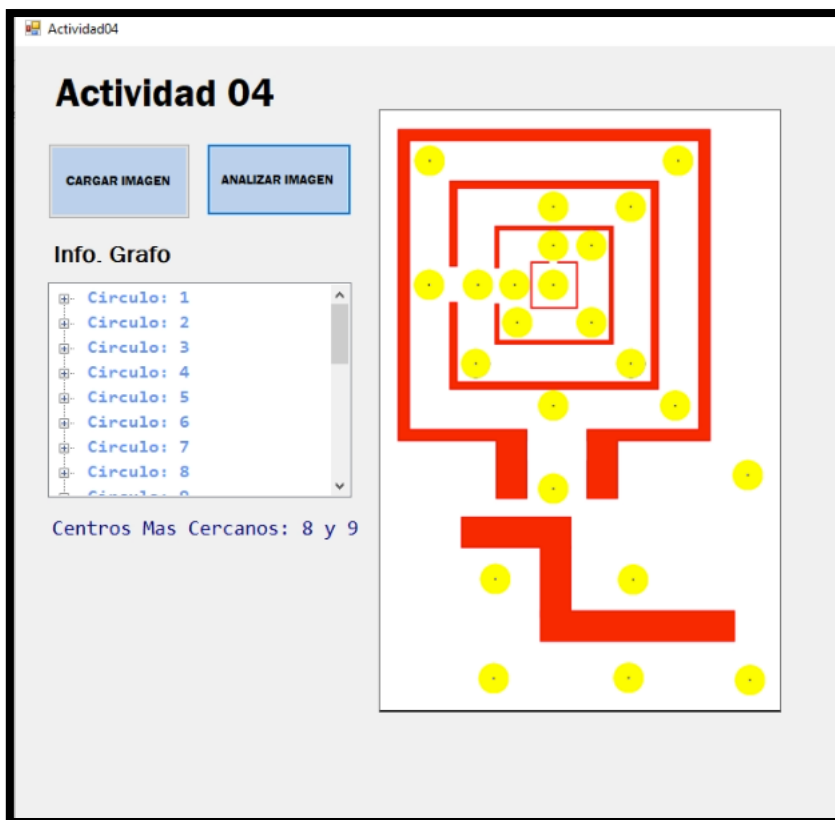 Actividad04
Actividad 04
CARGAR IMAGEN
ANALIZAR IMAGEN
Info. Grafo
Circulo: 1
Circulo: 2
Circulo: 3
Circulo: 4
Circulo: 5
Circulo: 6
Circulo: 7
Circulo: 8
Centros Mas Cercanos: 8 y 9